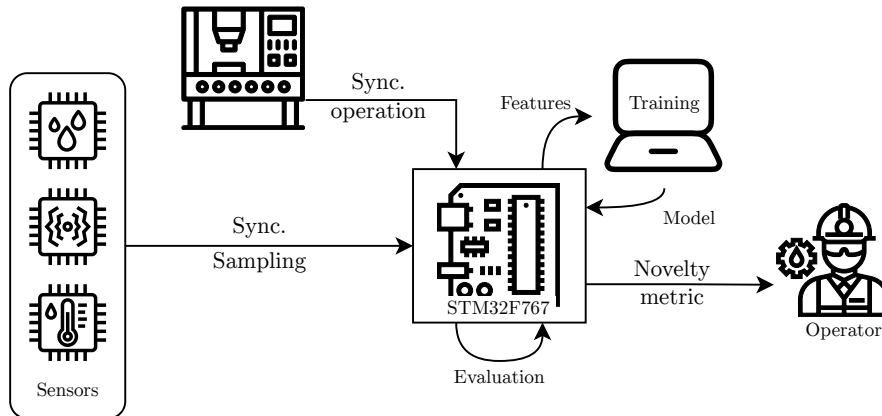 Sync.
operation
Features
Training
Model
Sync.
Sampling
STM32F767
Novelty
metric
Operator
Evaluation
Sensors